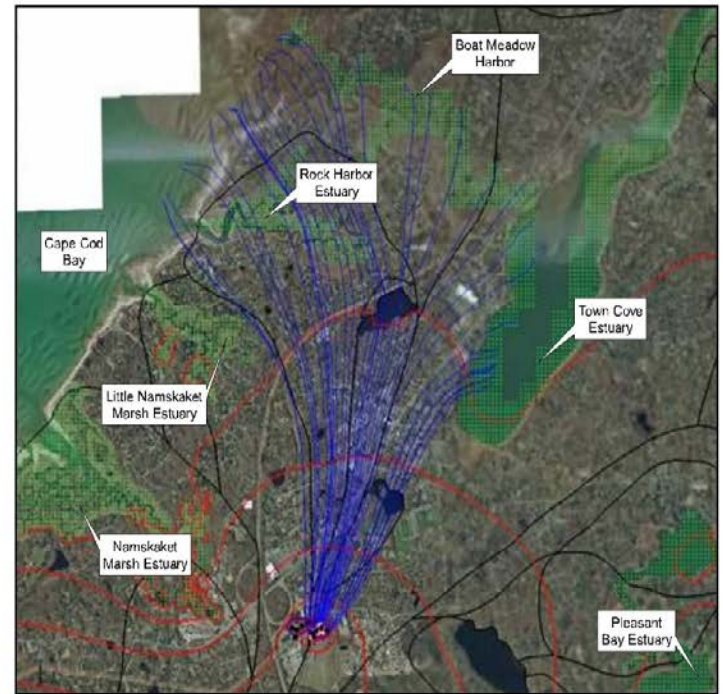 Boat Meadow
Harbor
Rock Harbor
Estuary
Cape Cod
Bay
Town Cove
Estuary
Little Namskaket
Marsh Estuary
Namskaket
Marsh Estuary
Pleasant
Bay Estuary